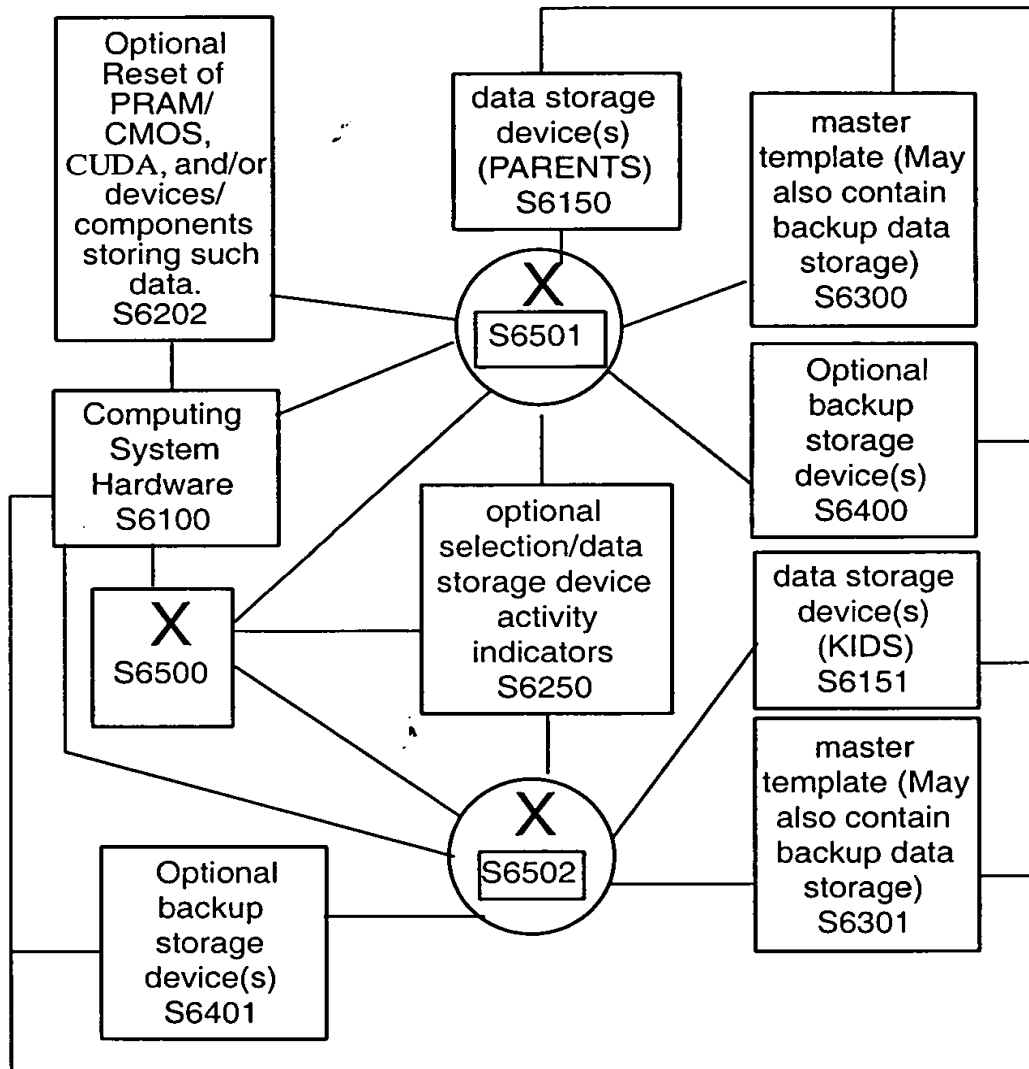 Optional
Reset of
PRAM/
CMOS,
CUDA, and/or
devices/
components
storing such
data.
S6202
data storage
device(s)
(PARENTS)
S6150
master
template (May
also contain
backup data
storage)
S6300
X
S6501
Computing
System
Hardware
S6100
Optional
backup
storage
device(s)
S6400
optional
selection/data
storage device
activity
indicators
S6250
X
S6500
data storage
device(s)
(KIDS)
S6151
master
template (May
also contain
backup data
storage)
S6301
X
S6502
Optional
backup
storage
device(s)
S6401